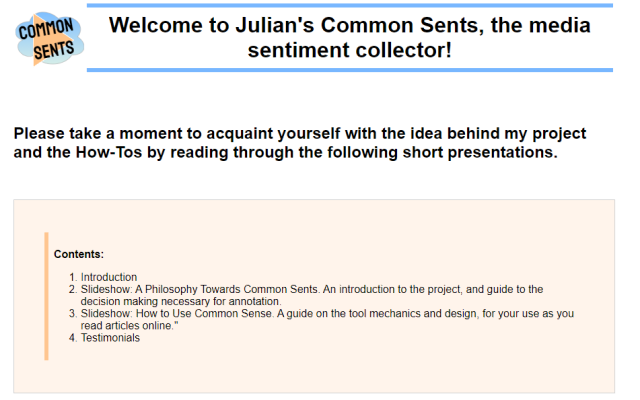 COMMON
SENTS
Welcome to Julian's Common Sents, the media
sentiment collector!
Please take a moment to acquaint yourself with the idea behind my project
and the How-Tos by reading through the following short presentations.
Contents:
1. Introduction
2. Slideshow: A Philosophy Towards Common Sents. An introduction to the project, and guide to the
decision making necessary for annotation.
3. Slideshow: How to Use Common Sense. A guide on the tool mechanics and design, for your use as you
read articles online."
4. Testimonials